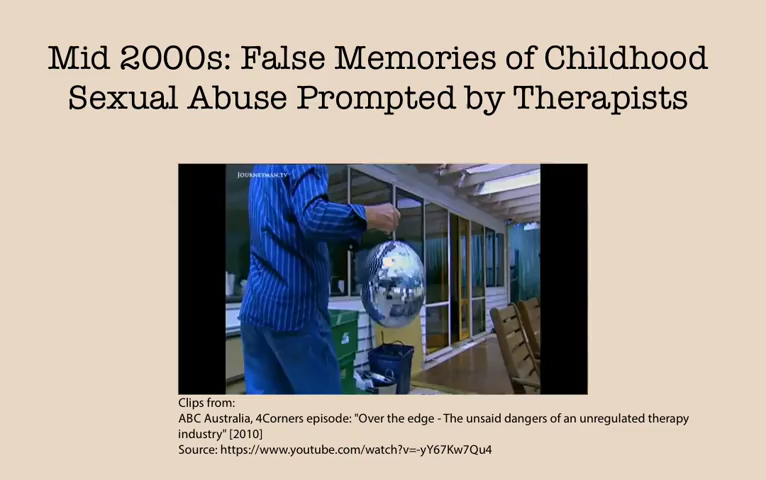 Mid 2000s: False Memories of Childhood
Sexual Abuse Prompted by Therapists
JOURNEYMAN.TV
Clips from:
ABC Australia, 4Corners episode: "Over the edge - The unsaid dangers of an unregulated therapy
industry" [2010]
Source: https://www.youtube.com/watch?v=-yY67Kw7Qu4